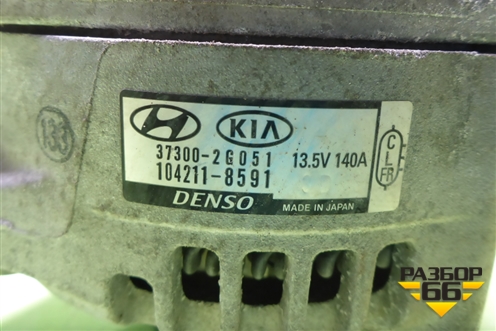 133
KIA
37300-2G051 13.5V 140A
104211-8591
DENSO MADE IN JAPAN
C
L
FR
РАЗБОР
66